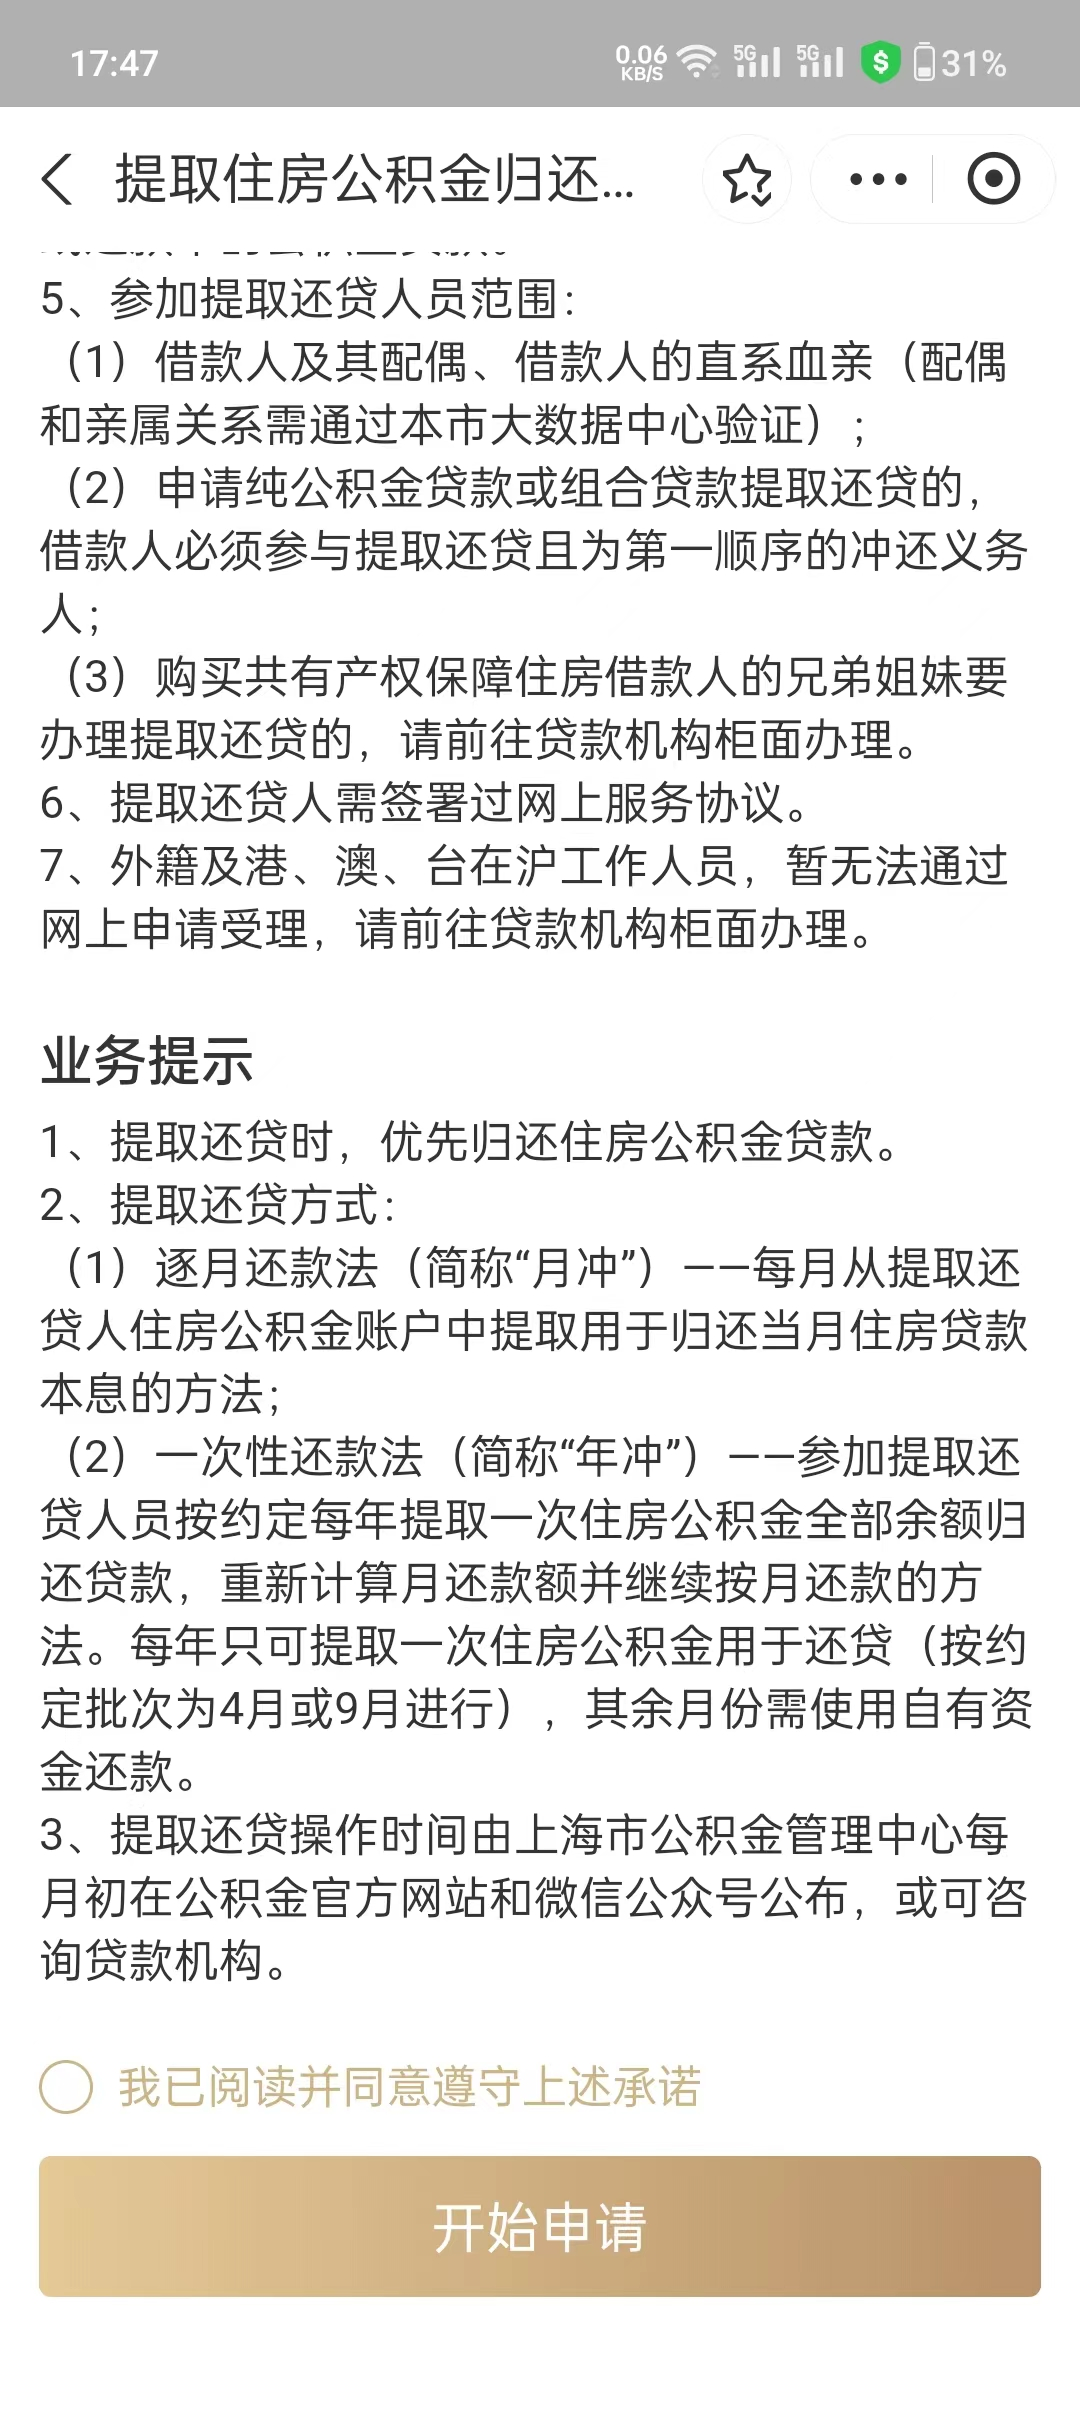 17:47
0.06 KB/S 5G 5G 31%
提取住房公积金归还...
5、参加提取还贷人员范围：
（1）借款人及其配偶、借款人的直系血亲（配偶
和亲属关系需通过本市大数据中心验证）；
（2）申请纯公积金贷款或组合贷款提取还贷的，
借款人必须参与提取还贷且为第一顺序的冲还义务
人；
（3）购买共有产权保障住房借款人的兄弟姐妹要
办理提取还贷的，请前往贷款机构柜面办理。
6、提取还贷人需签署过网上服务协议。
7、外籍及港、澳、台在沪工作人员，暂无法通过
网上申请受理，请前往贷款机构柜面办理。
业务提示
1、提取还贷时，优先归还住房公积金贷款。
2、提取还贷方式：
（1）逐月还款法（简称“月冲”）——每月从提取还
贷人住房公积金账户中提取用于归还当月住房贷款
本息的方法；
（2）一次性还款法（简称“年冲”）——参加提取还
贷人员按约定每年提取一次住房公积金全部余额归
还贷款，重新计算月还款额并继续按月还款的方
法。每年只可提取一次住房公积金用于还贷（按约
定批次为4月或9月进行），其余月份需使用自有资
金还款。
3、提取还贷操作时间由上海市公积金管理中心每
月初在公积金官方网站和微信公众号公布，或可咨
询贷款机构。
我已阅读并同意遵守上述承诺
开始申请